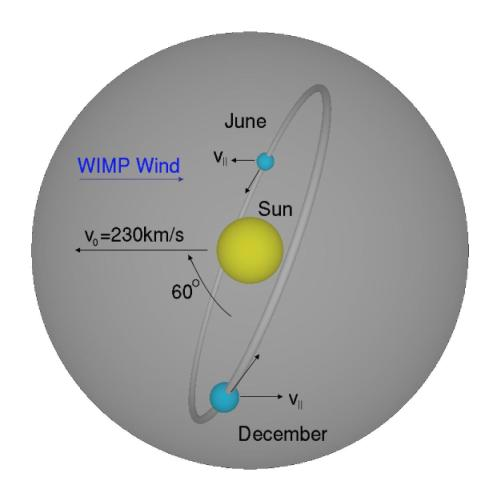 June
v||
WIMP Wind
Sun
v₀=230km/s
60°
v||
December